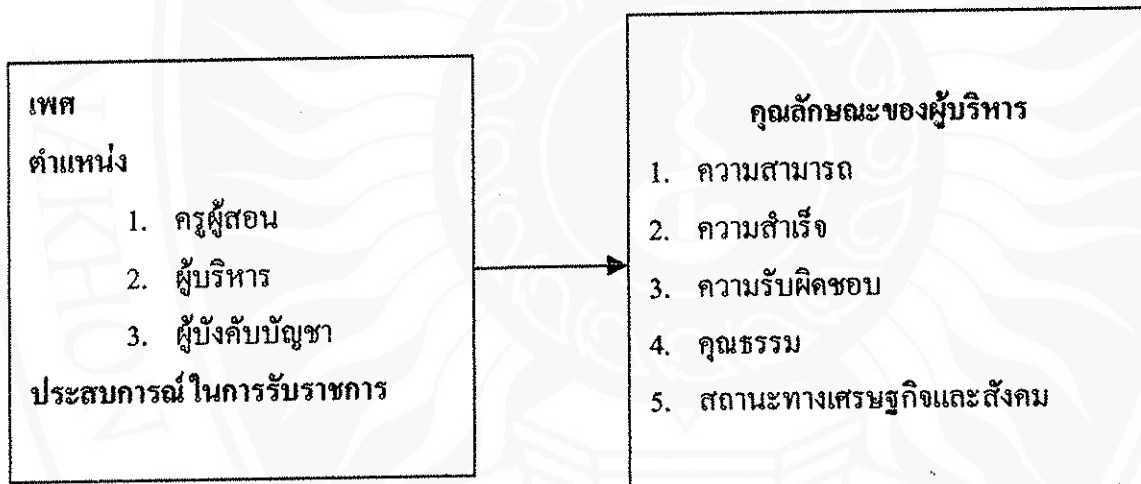 เพศ
ตำแหน่ง
1. ครูผู้สอน
2. ผู้บริหาร
3. ผู้บังคับบัญชา
ประสบการณ์ในการรับราชการ
คุณลักษณะของผู้บริหาร
1. ความสามารถ
2. ความสำเร็จ
3. ความรับผิดชอบ
4. คุณธรรม
5. สถานะทางเศรษฐกิจและสังคม
NAKHON